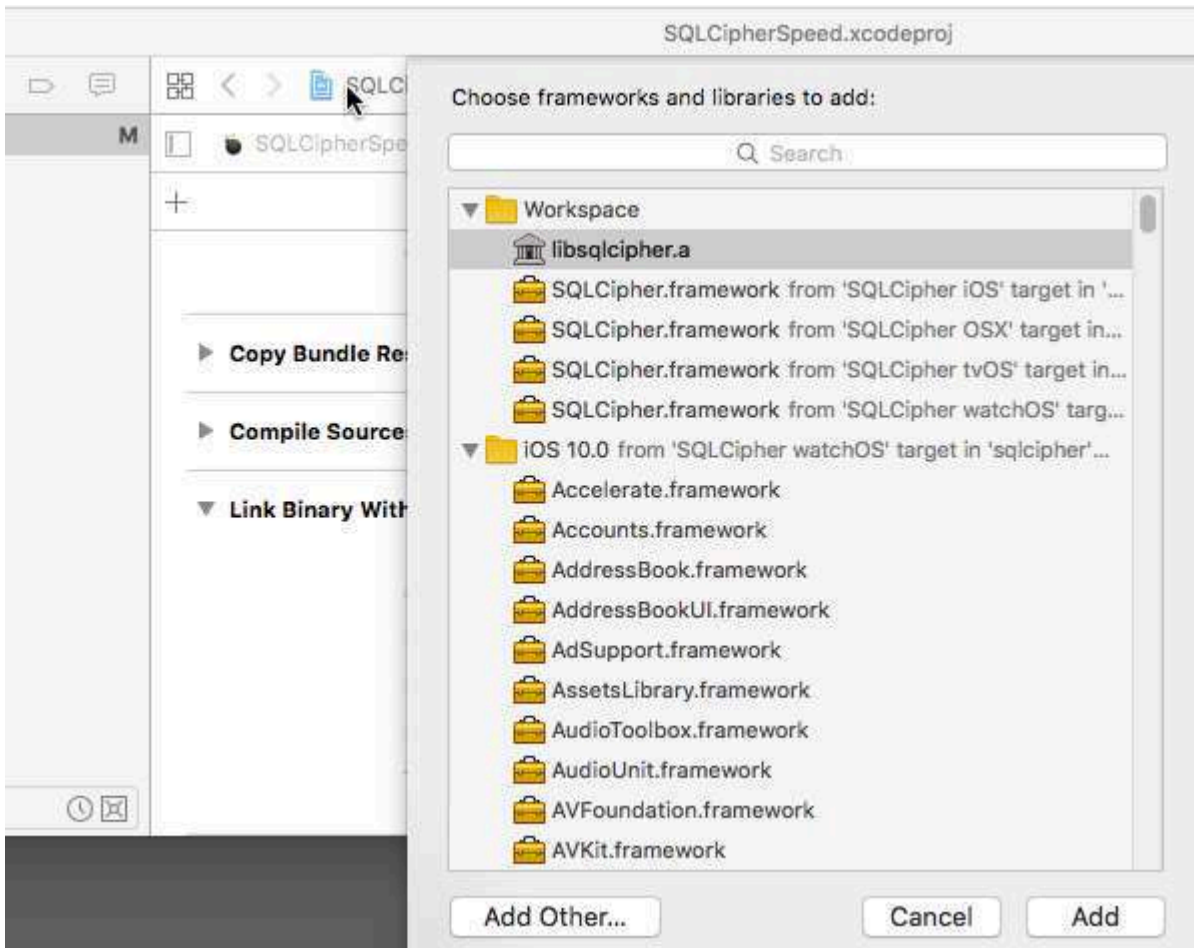 SQLCipherSpeed.xcodeproj
SQLCi
Choose frameworks and libraries to add:
M
SQLCipherSpe
Search
Workspace
libsqlcipher.a
SQLCipher.framework from 'SQLCipher iOS' target in '...
SQLCipher.framework from 'SQLCipher OSX' target in...
Copy Bundle Re
SQLCipher.framework from 'SQLCipher tvOS' target in...
SQLCipher.framework from 'SQLCipher watchOS' targ...
Compile Source
iOS 10.0 from 'SQLCipher watchOS' target in 'sqlcipher'...
Accelerate.framework
Link Binary With
Accounts.framework
AddressBook.framework
AddressBookUI.framework
AdSupport.framework
AssetsLibrary.framework
AudioToolbox.framework
AudioUnit.framework
AVFoundation.framework
AVKit.framework
Add Other...
Cancel
Add